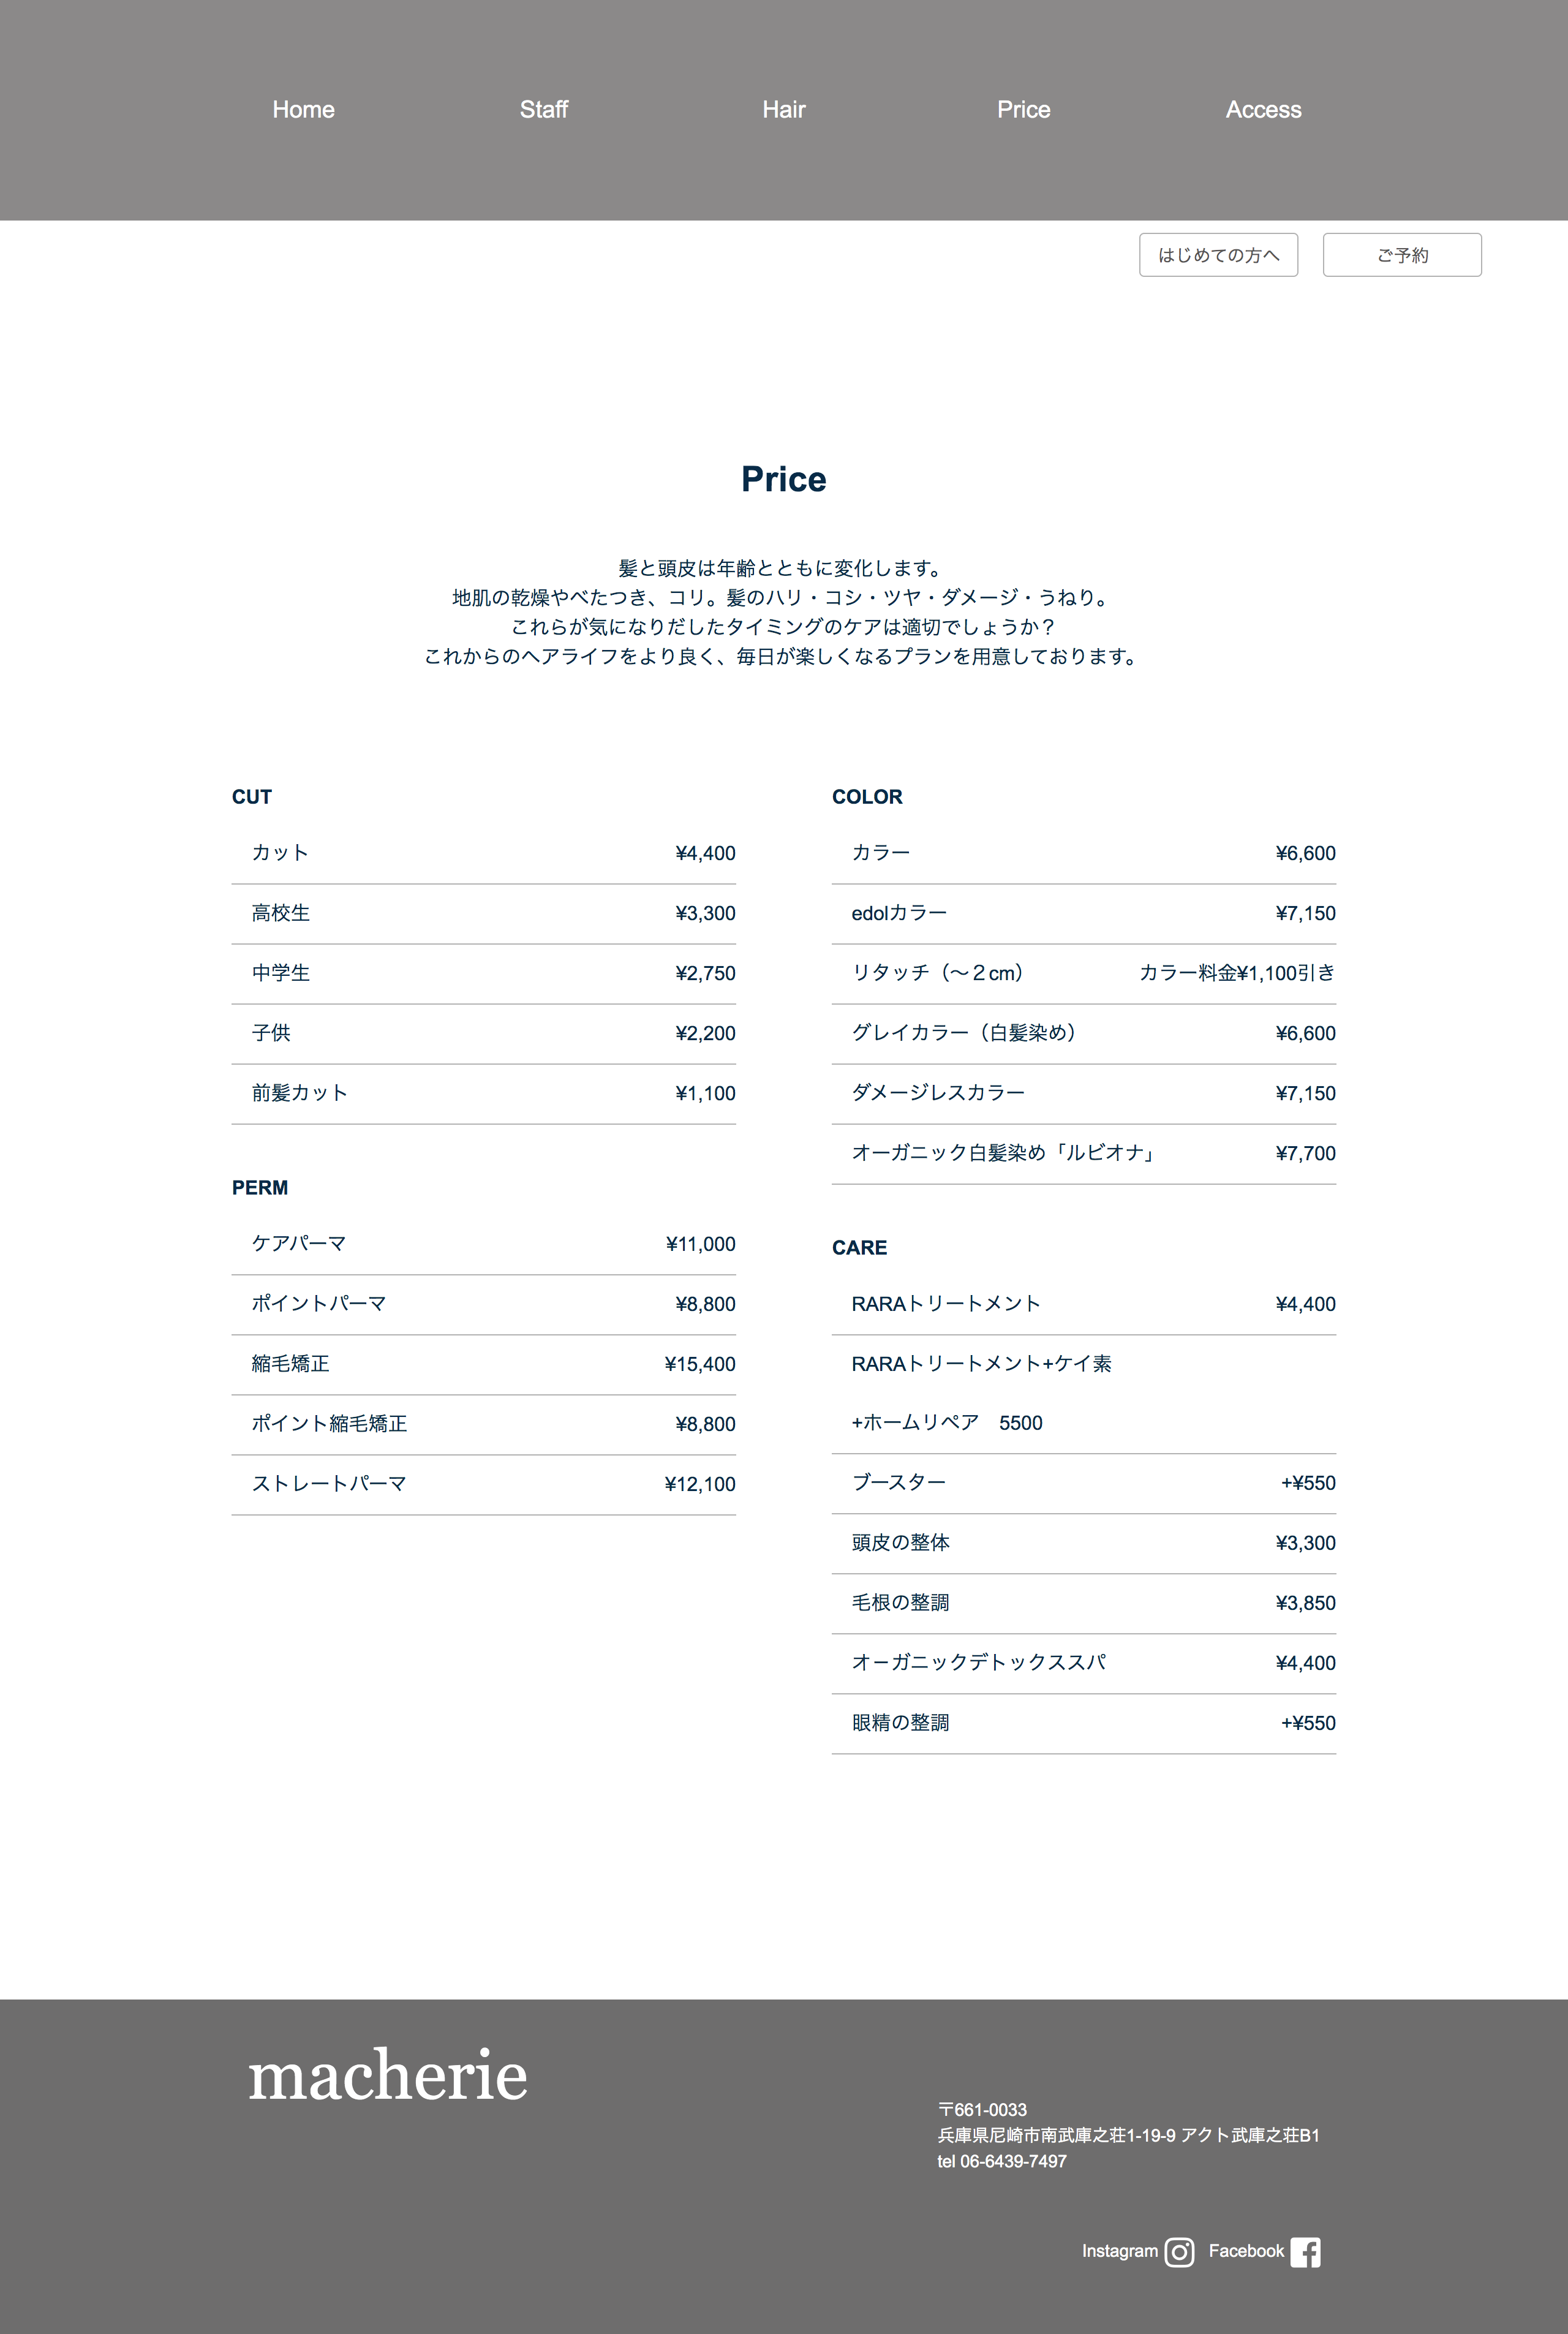 Home Staff Hair Price Access
はじめての方へ ご予約
Price
髪と頭皮は年齢とともに変化します。
地肌の乾燥やべたつき、コリ。髪のハリ・コシ・ツヤ・ダメージ・うねり。
これらが気になりだしたタイミングのケアは適切でしょうか？
これからのヘアライフをより良く、毎日が楽しくなるプランを用意しております。
CUT
カット ¥4,400
高校生 ¥3,300
中学生 ¥2,750
子供 ¥2,200
前髪カット ¥1,100
PERM
ケアパーマ ¥11,000
ポイントパーマ ¥8,800
縮毛矯正 ¥15,400
ポイント縮毛矯正 ¥8,800
ストレートパーマ ¥12,100
COLOR
カラー ¥6,600
edolカラー ¥7,150
リタッチ（〜２cm） カラー料金¥1,100引き
グレイカラー（白髪染め） ¥6,600
ダメージレスカラー ¥7,150
オーガニック白髪染め「ルビオナ」 ¥7,700
CARE
RARAトリートメント ¥4,400
RARAトリートメント+ケイ素
+ホームリペア　5500
ブースター +¥550
頭皮の整体 ¥3,300
毛根の整調 ¥3,850
オーガニックデトックススパ ¥4,400
眼精の整調 +¥550
macherie
〒661-0033
兵庫県尼崎市南武庫之荘1-19-9 アクト武庫之荘B1
tel 06-6439-7497
Instagram Facebook